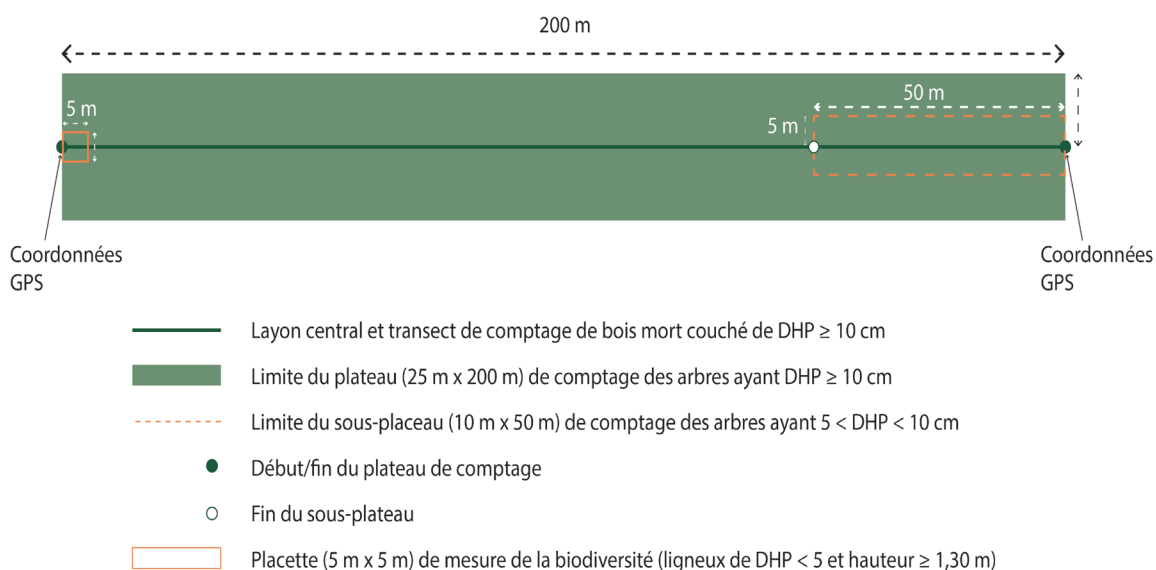 200 m
50 m
5 m
5 m
Coordonnées
GPS
Coordonnées
GPS
Layon central et transect de comptage de bois mort couché de DHP ≥ 10 cm
Limite du plateau (25 m x 200 m) de comptage des arbres ayant DHP ≥ 10 cm
Limite du sous-placeau (10 m x 50 m) de comptage des arbres ayant 5 < DHP < 10 cm
Début/fin du plateau de comptage
Fin du sous-plateau
Placette (5 m x 5 m) de mesure de la biodiversité (ligneux de DHP < 5 et hauteur ≥ 1,30 m)